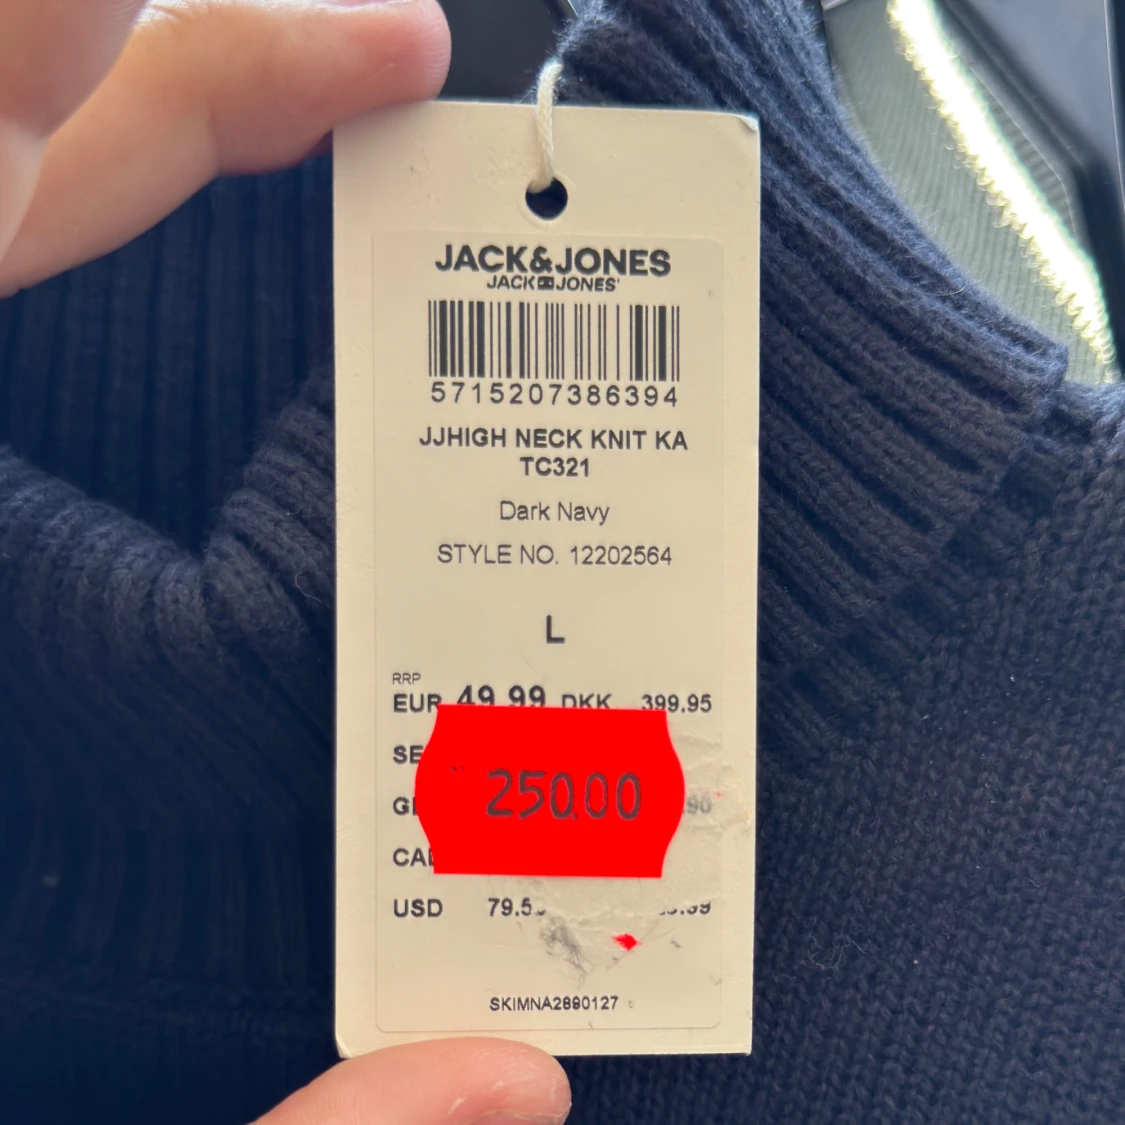 JACK&JONES
JACK JONES
5715207386394
JJHIGH NECK KNIT KA
TC321
Dark Navy
STYLE NO. 12202564
L
RRP
EUR 49.99 DKK 399.95
250.00
USD
SKIMNA2890127